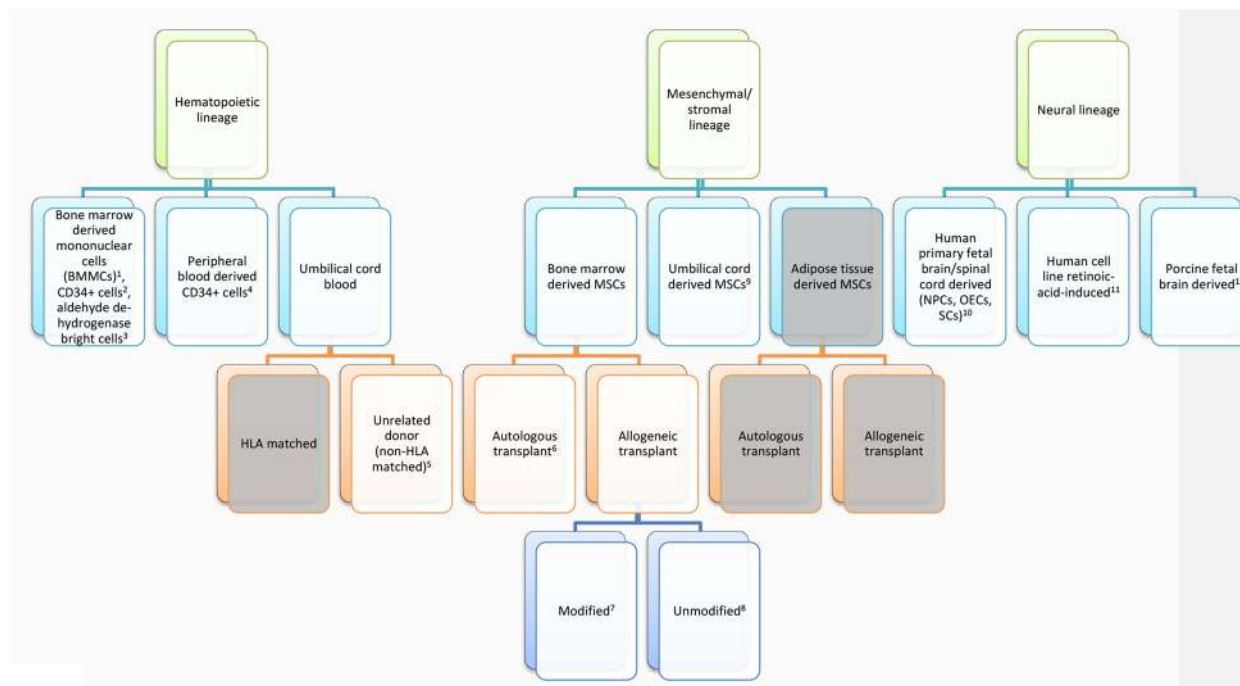 Hematopoietic
lineage
Mesenchymal/
stromal
lineage
Neural lineage
Bone marrow
derived
mononuclear
cells
(BMMCs)¹,
CD34+ cells²,
aldehyde de-
hydrogenase
bright cells³
Peripheral
blood derived
CD34+ cells⁴
Umbilical cord
blood
Bone marrow
derived MSCs
Umbilical cord
derived MSCs⁹
Adipose tissue
derived MSCs
Human
primary fetal
brain/spinal
cord derived
(NPCs, OECs,
SCs)¹⁰
Human cell
line retinoic-
acid-induced¹¹
Porcine fetal
brain derived¹
HLA matched
Unrelated
donor
(non-HLA
matched)⁵
Autologous
transplant⁶
Allogeneic
transplant
Autologous
transplant
Allogeneic
transplant
Modified⁷
Unmodified⁸